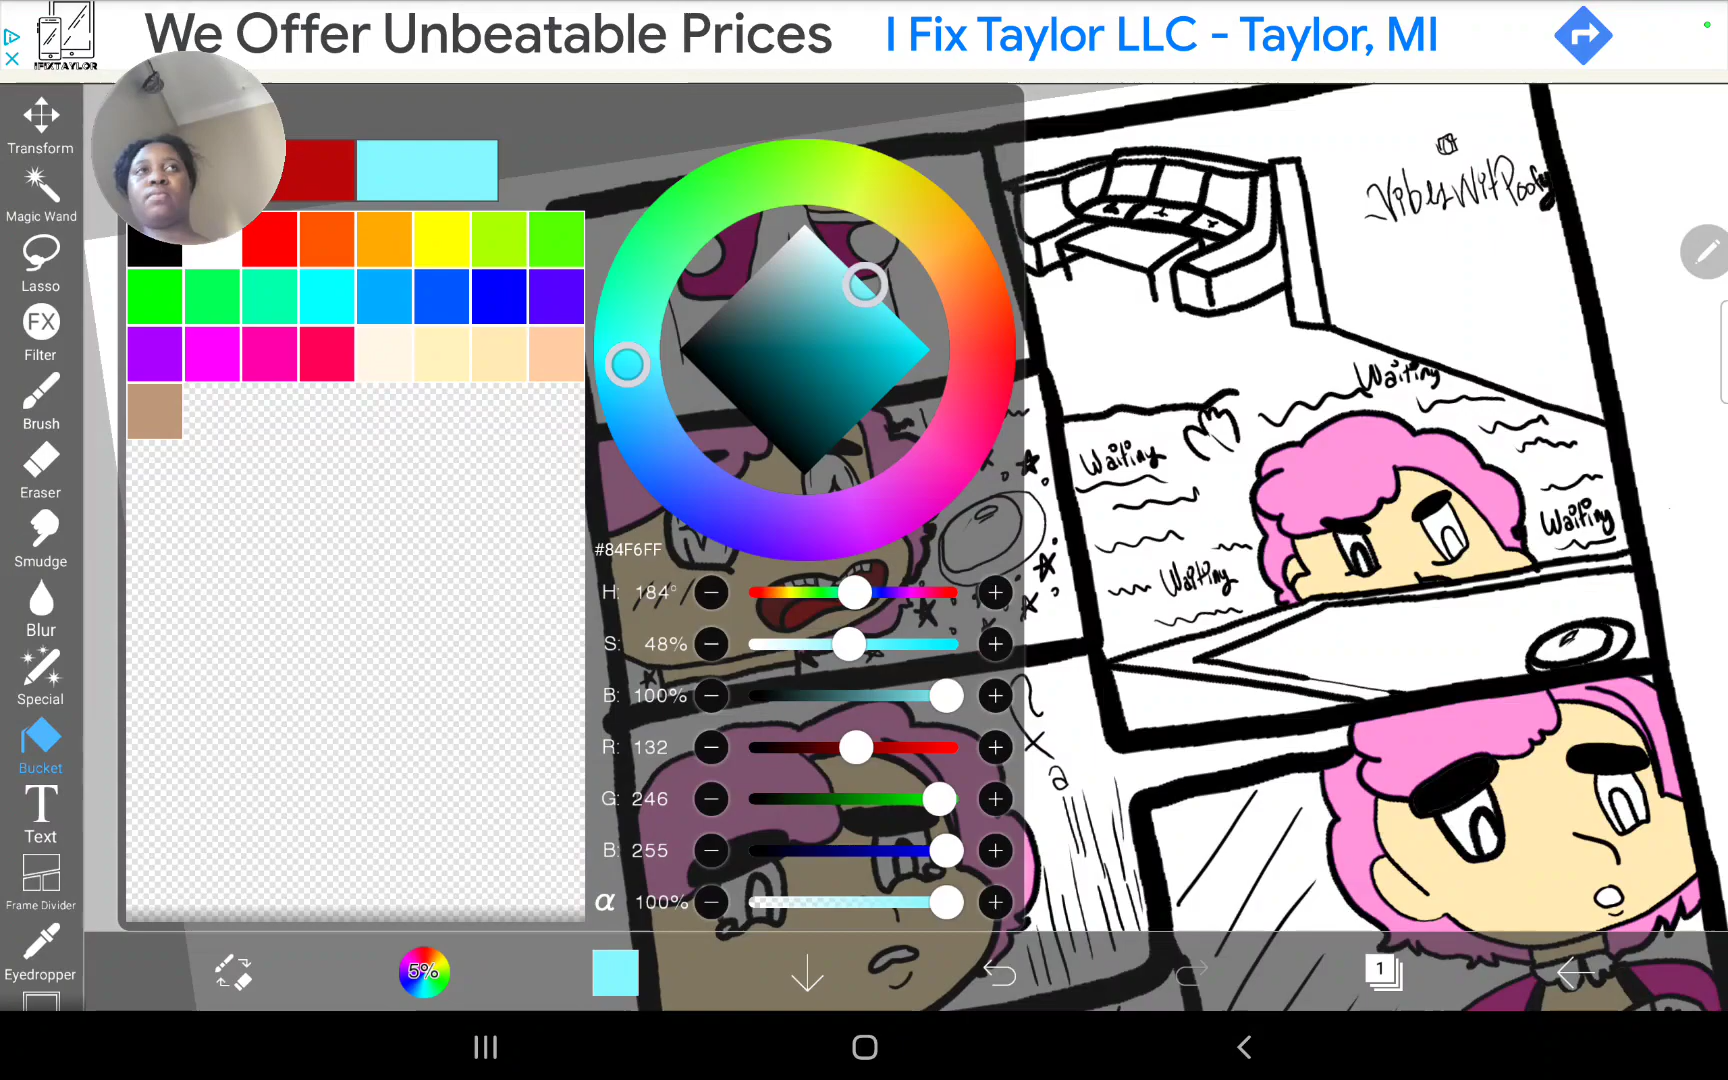 We Offer Unbeatable Prices
I Fix Taylor LLC - Taylor, MI
IFIXTAYLOR
Transform
Magic Wand
Lasso
FX
Filter
Brush
Eraser
Smudge
Blur
Special
Bucket
T
Text
Frame Divider
Eyedropper
#84F6FF
H: 184°
S: 48%
B: 100%
R: 132
G: 246
B: 255
α 100%
5%
1
VibesWitPoofy
Waiting
Waiting
Waiting
Waiting